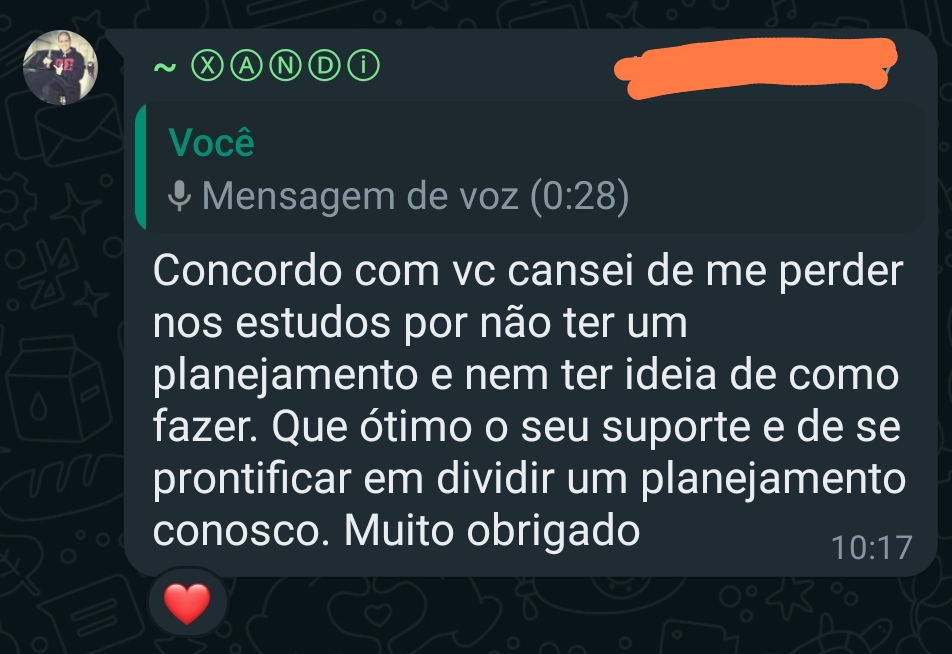 ~ ⓍⒶⓃⒹⓘ
Você
Mensagem de voz (0:28)
Concordo com vc cansei de me perder
nos estudos por não ter um
planejamento e nem ter ideia de como
fazer. Que ótimo o seu suporte e de se
prontificar em dividir um planejamento
conosco. Muito obrigado
10:17